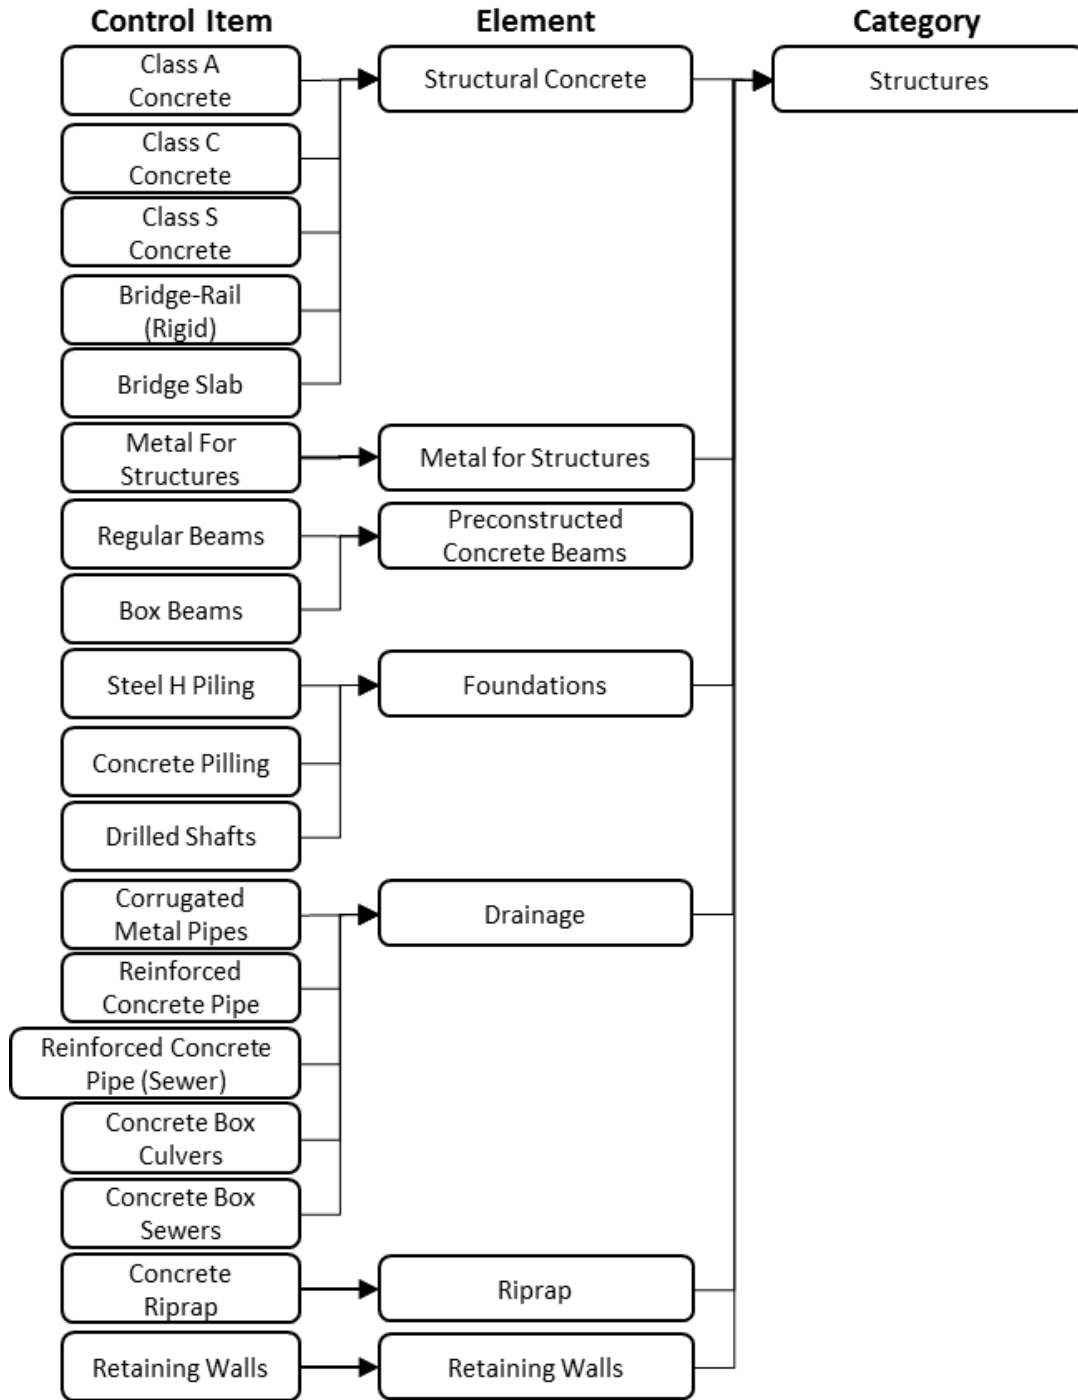 Control Item
Element
Category
Class A
Concrete
Structural Concrete
Structures
Class C
Concrete
Class S
Concrete
Bridge-Rail
(Rigid)
Bridge Slab
Metal For
Structures
Metal for Structures
Regular Beams
Preconstructed
Concrete Beams
Box Beams
Steel H Piling
Foundations
Concrete Pilling
Drilled Shafts
Corrugated
Metal Pipes
Drainage
Reinforced
Concrete Pipe
Reinforced Concrete
Pipe (Sewer)
Concrete Box
Culvers
Concrete Box
Sewers
Concrete
Riprap
Riprap
Retaining Walls
Retaining Walls